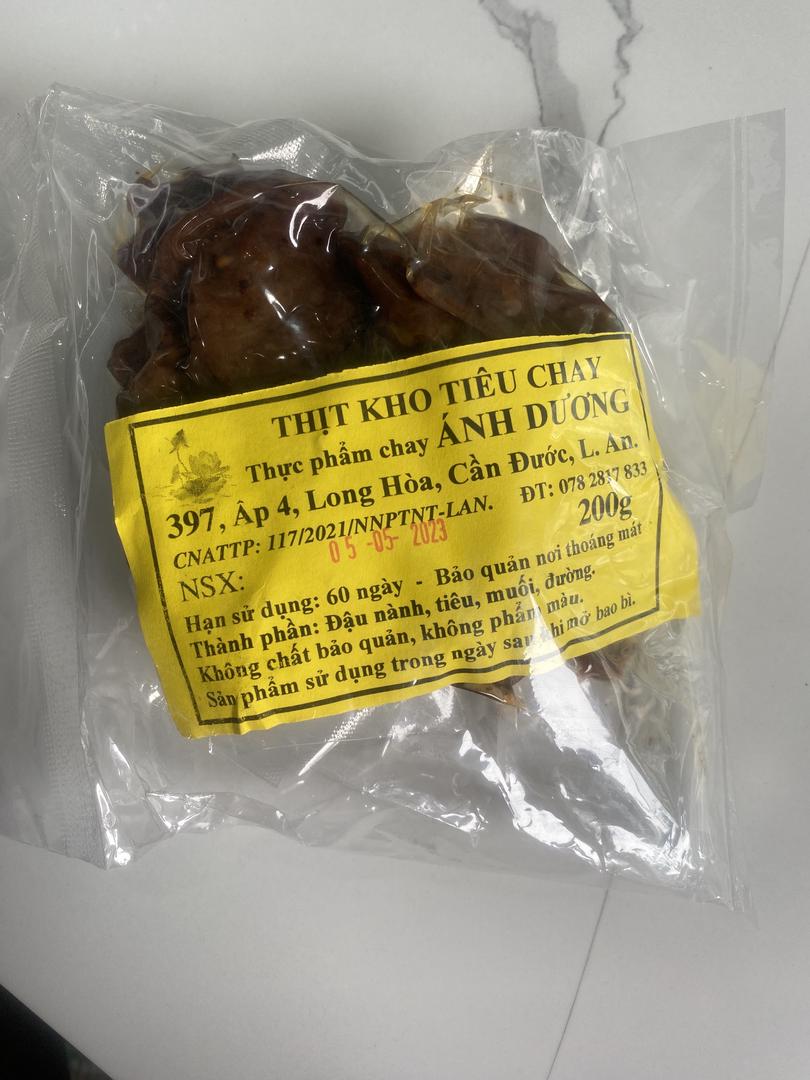 THỊT KHO TIÊU CHAY
Thực phẩm chay ÁNH DƯƠNG
397, Ấp 4, Long Hòa, Cần Đước, L. An.
CNATTP: 117/2021/NNPTNT-LAN. ĐT: 078 2817 833
NSX: 05 -05- 2023 200g
Hạn sử dụng: 60 ngày - Bảo quản nơi thoáng mát
Thành phần: Đậu nành, tiêu, muối, đường.
Không chất bảo quản, không phẩm màu.
Sản phẩm sử dụng trong ngày sau khi mở bao bì.